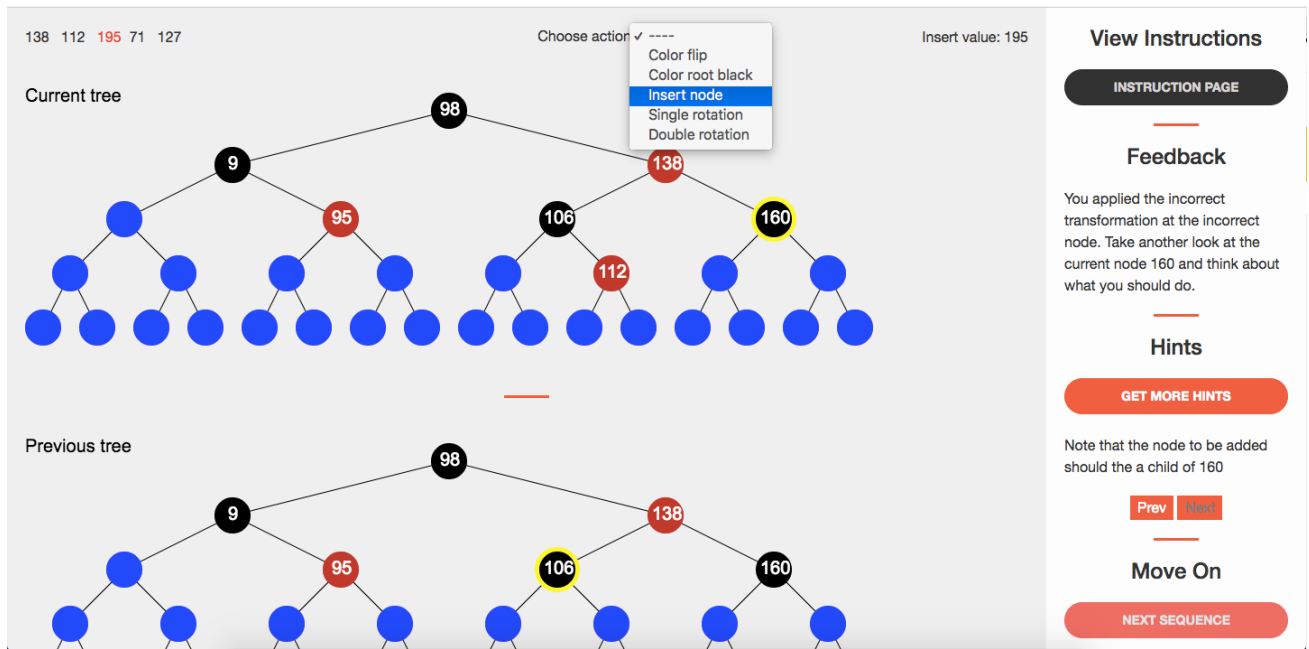 138 112 195 71 127
Choose action ✓ ----
Color flip
Color root black
Insert node
Single rotation
Double rotation
Insert value: 195
Current tree
98
9 138
95 106 160
112
Previous tree
98
9 138
95 106 160
View Instructions
INSTRUCTION PAGE
Feedback
You applied the incorrect
transformation at the incorrect
node. Take another look at the
current node 160 and think about
what you should do.
Hints
GET MORE HINTS
Note that the node to be added
should the a child of 160
Prev Next
Move On
NEXT SEQUENCE